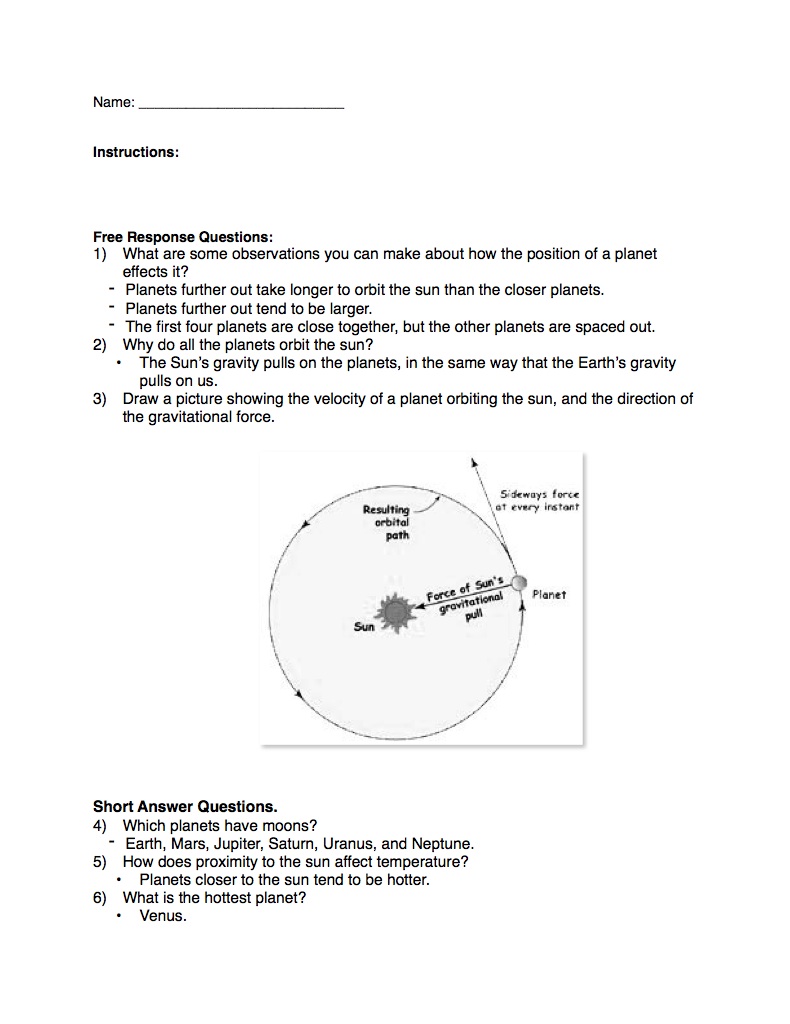 Name: __________________________
Instructions:
Free Response Questions:
1) What are some observations you can make about how the position of a planet
effects it?
- Planets further out take longer to orbit the sun than the closer planets.
- Planets further out tend to be larger.
- The first four planets are close together, but the other planets are spaced out.
2) Why do all the planets orbit the sun?
• The Sun's gravity pulls on the planets, in the same way that the Earth's gravity
pulls on us.
3) Draw a picture showing the velocity of a planet orbiting the sun, and the direction of
the gravitational force.
Sideways force
at every instant
Resulting
orbital
path
Force of Sun's
gravitational
pull
Planet
Sun
Short Answer Questions.
4) Which planets have moons?
- Earth, Mars, Jupiter, Saturn, Uranus, and Neptune.
5) How does proximity to the sun affect temperature?
• Planets closer to the sun tend to be hotter.
6) What is the hottest planet?
• Venus.